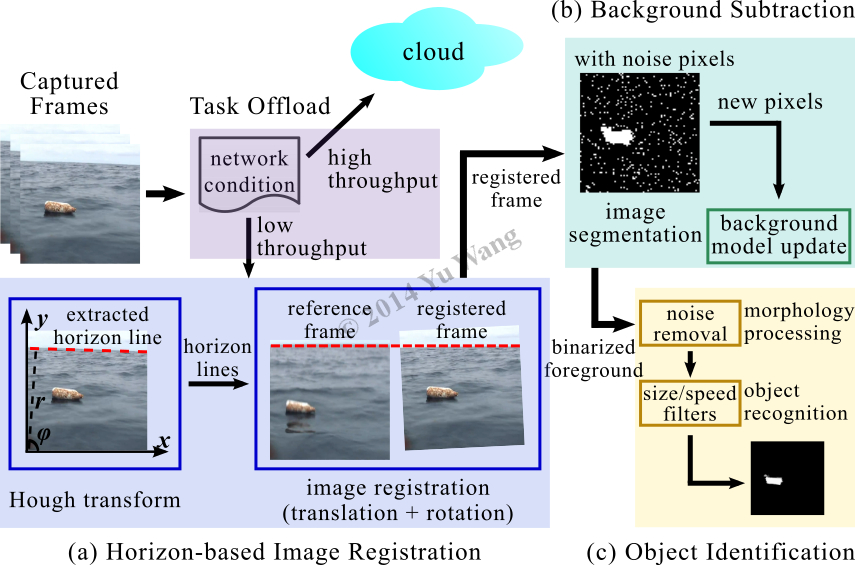 (b) Background Subtraction
cloud
Captured
Frames
Task Offload
network
condition
high
throughput
low
throughput
with noise pixels
new pixels
registered
frame
image
segmentation
background
model update
© 2014 Yu Wang
y
extracted
horizon line
r
φ
x
Hough transform
horizon
lines
reference
frame
registered
frame
image registration
(translation + rotation)
(a) Horizon-based Image Registration
binarized
foreground
noise
removal
morphology
processing
size/speed
filters
object
recognition
(c) Object Identification